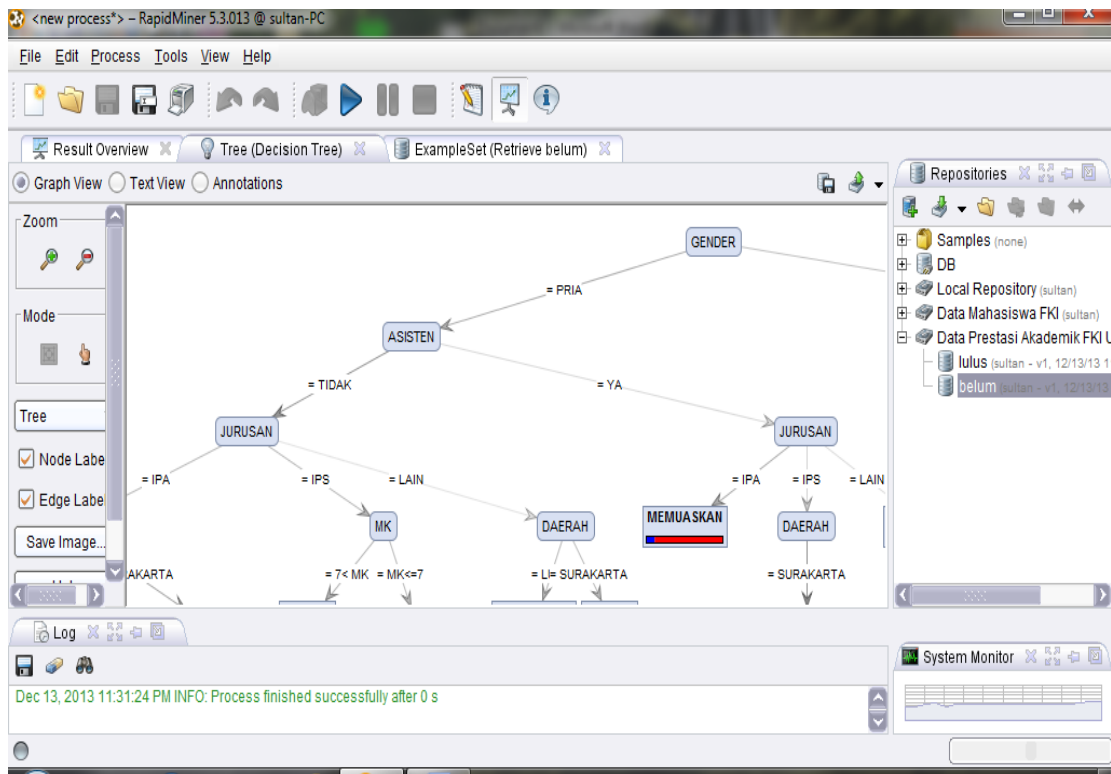 <new process*> – RapidMiner 5.3.013 @ sultan-PC
File Edit Process Tools View Help
Result Overview
Tree (Decision Tree)
ExampleSet (Retrieve belum)
Graph View Text View Annotations
Zoom
Mode
Tree
Node Labe
Edge Labe
Save Image...
GENDER
= PRIA
ASISTEN
= TIDAK = YA
JURUSAN JURUSAN
= IPA = IPS = LAIN = IPA = IPS = LAIN
MK DAERAH MEMUASKAN DAERAH
AKARTA = 7< MK = MK<=7 = LI= SURAKARTA = SURAKARTA
Repositories
Samples (none)
DB
Local Repository (sultan)
Data Mahasiswa FKI (sultan)
Data Prestasi Akademik FKI U
lulus (sultan - v1, 12/13/13 1
belum (sultan - v1, 12/13/13
Log
Dec 13, 2013 11:31:24 PM INFO: Process finished successfully after 0 s
System Monitor